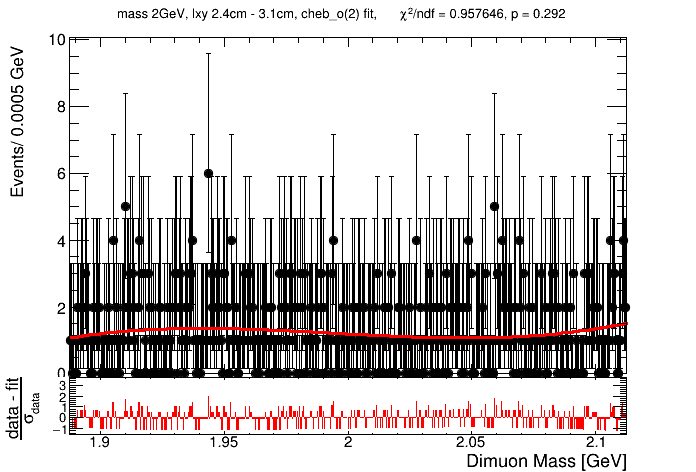 mass 2GeV, lxy 2.4cm - 3.1cm, cheb_o(2) fit, χ²/ndf = 0.957646, p = 0.292
Events/ 0.0005 GeV
10
8
6
4
2
0
data - fit
σdata
3
2
1
0
−1
1.9 1.95 2 2.05 2.1
Dimuon Mass [GeV]